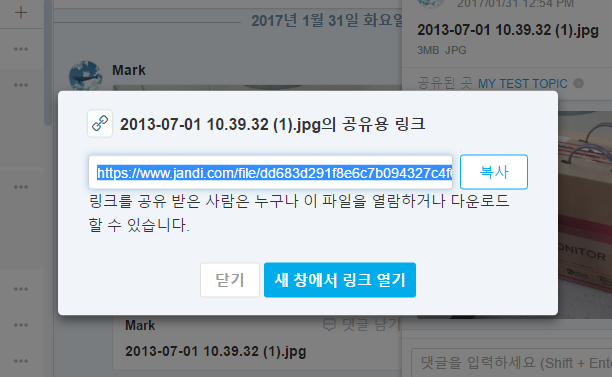 2017/01/31 12:54 PM
2017년 1월 31일 화요일
2013-07-01 10.39.32 (1).jpg
3MB JPG
Mark
공유된 곳 MY TEST TOPIC
2013-07-01 10.39.32 (1).jpg의 공유용 링크
https://www.jandi.com/file/dd683d291f8e6c7b094327c4f
복사
링크를 공유 받은 사람은 누구나 이 파일을 열람하거나 다운로드
할 수 있습니다.
MONITOR
닫기
새 창에서 링크 열기
Mark
댓글 남기
2013-07-01 10.39.32 (1).jpg
댓글을 입력하세요 (Shift + Ente